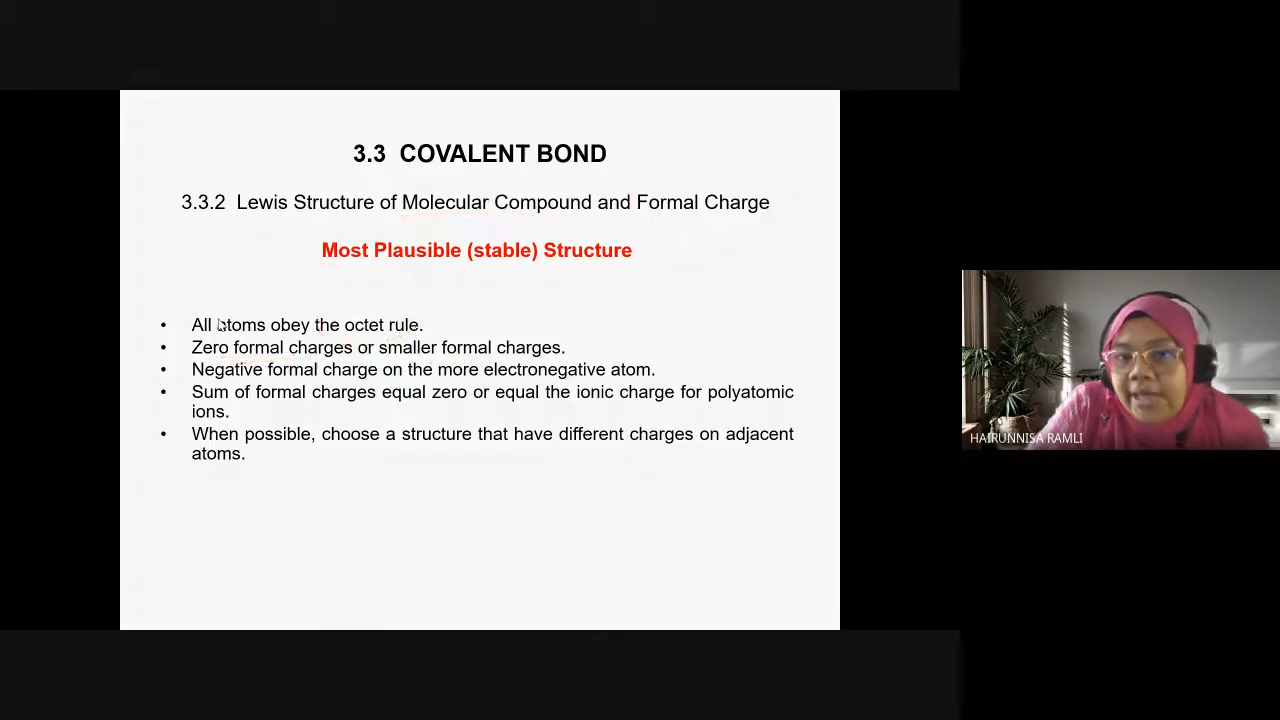 3.3 COVALENT BOND
3.3.2 Lewis Structure of Molecular Compound and Formal Charge
Most Plausible (stable) Structure
• All atoms obey the octet rule.
• Zero formal charges or smaller formal charges.
• Negative formal charge on the more electronegative atom.
• Sum of formal charges equal zero or equal the ionic charge for polyatomic
ions.
• When possible, choose a structure that have different charges on adjacent
atoms.
HAIRUNNISA RAMLI